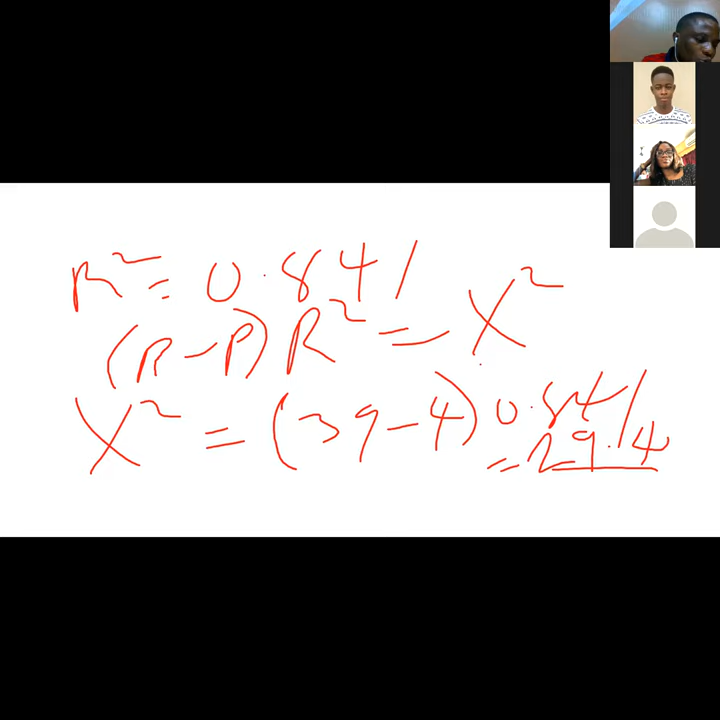 R² = 0.841
(n-p) R² = X²
X² = (39-4) 0.841
= 29.4